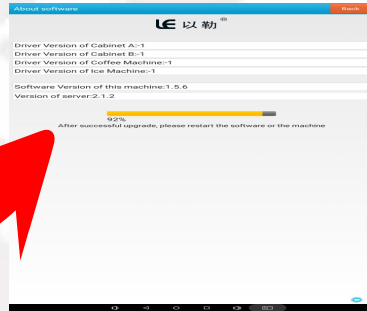 About software
Back
LE 以勒®
Driver Version of Cabinet A:-1
Driver Version of Cabinet B:-1
Driver Version of Coffee Machine:-1
Driver Version of Ice Machine:-1
Software Version of this machine:1.5.6
Version of server:2.1.2
92%
After successful upgrade, please restart the software or the machine